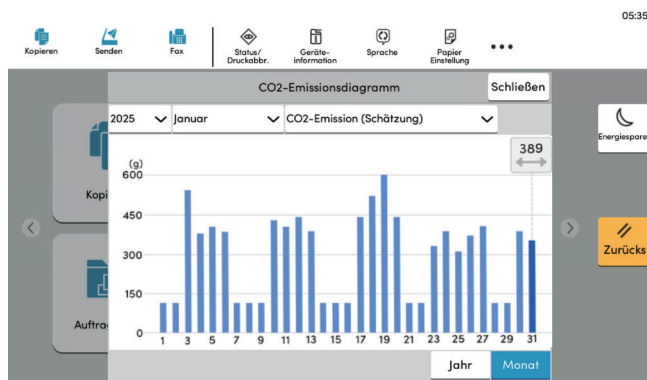 05:35
Kopieren
Senden
Fax
Status/
Druckabbr.
Geräte-
information
Sprache
Papier
Einstellung
CO2-Emissionsdiagramm
Schließen
2025
Januar
CO2-Emission (Schätzung)
Energiespare
389
(g)
600
450
300
150
0
1 3 5 7 9 11 13 15 17 19 21 23 25 27 29 31
Kopi
Zurücks
Auftra
Jahr
Monat